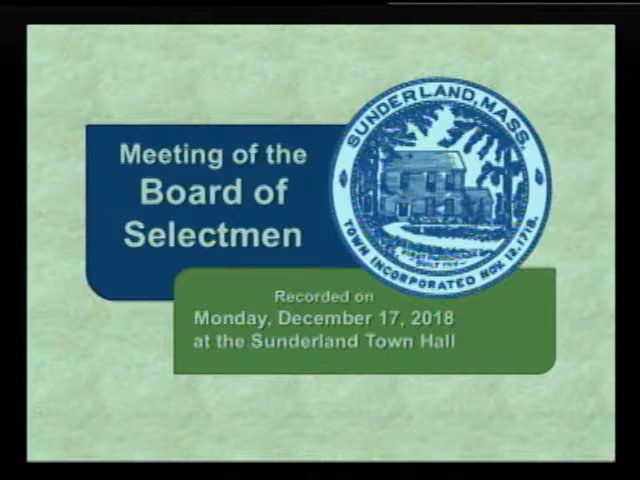 Meeting of the
Board of
Selectmen
SUNDERLAND, MASS.
TOWN INCORPORATED NOV. 12, 1718.
Recorded on
Monday, December 17, 2018
at the Sunderland Town Hall